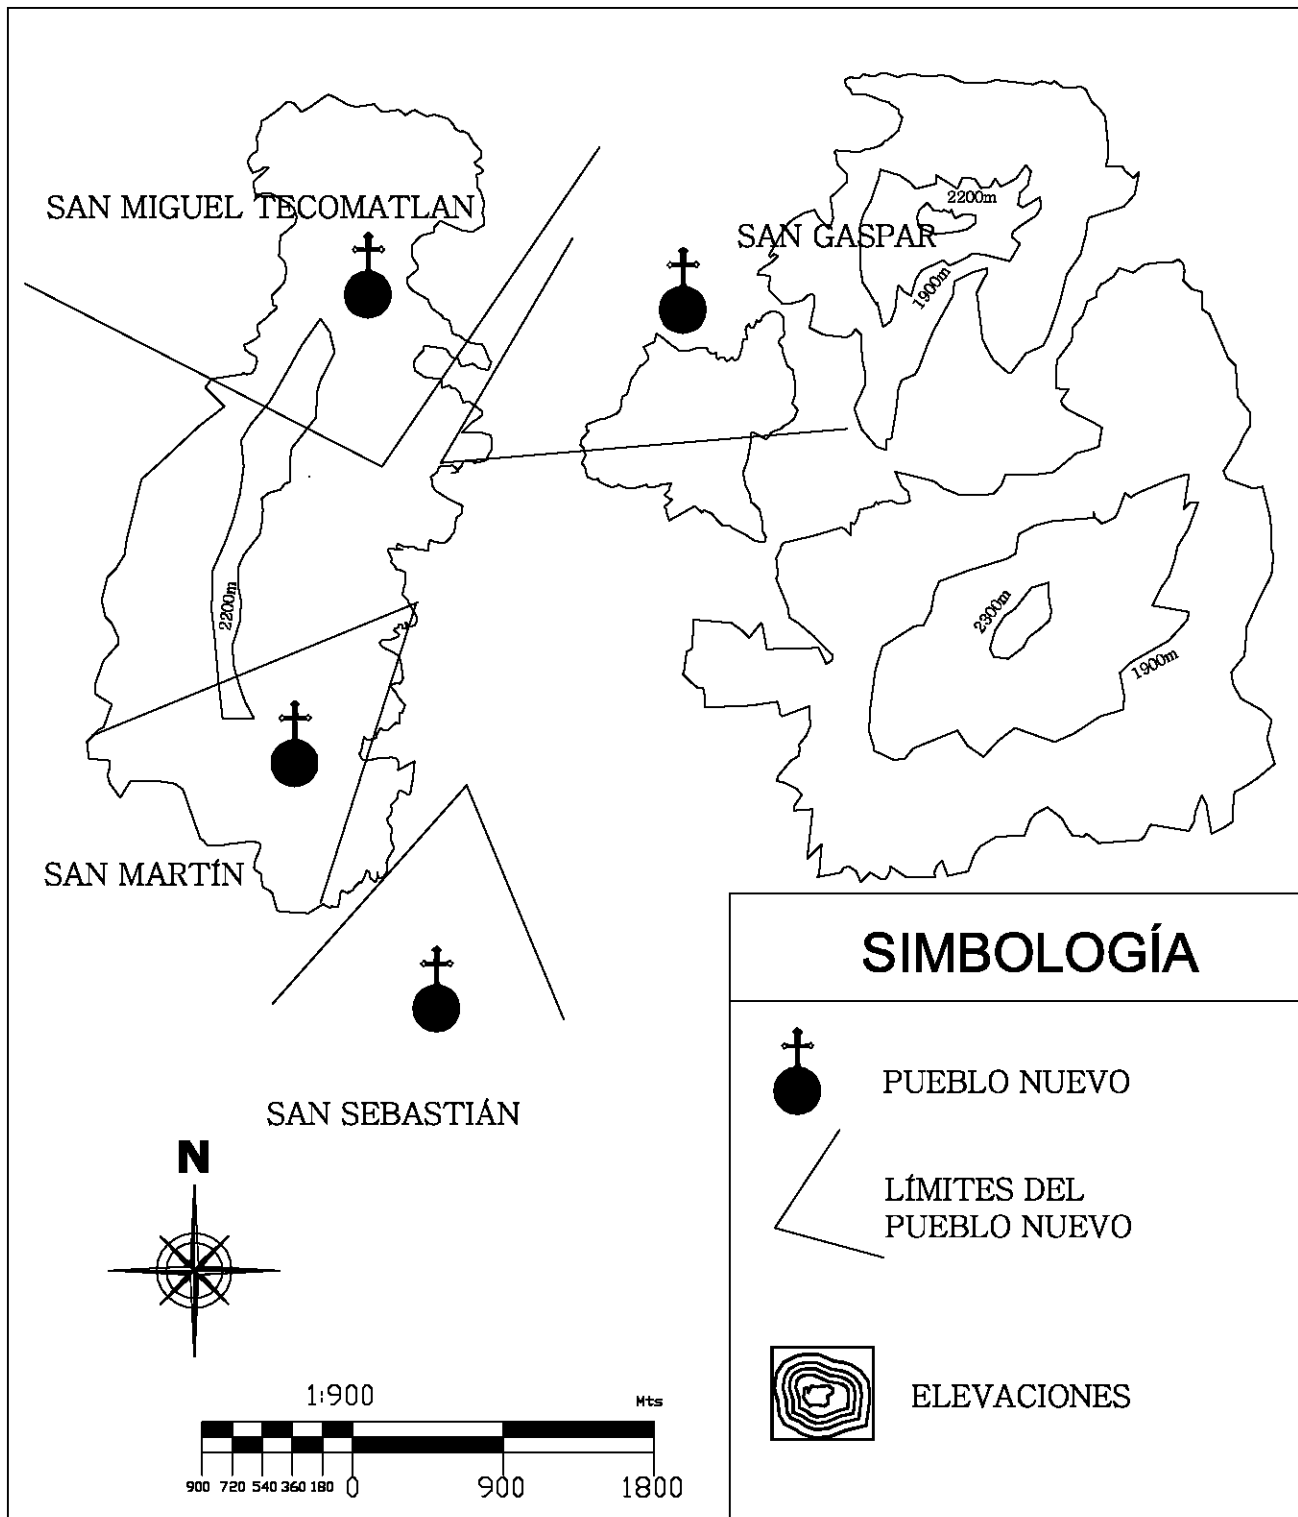 SAN MIGUEL TECOMATLAN
2200m
SAN GASPAR
1900m
2200m
2300m
1900m
SAN MARTÍN
SAN SEBASTIÁN
N
1:900
Mts
900 720 540 360 180 0 900 1800
SIMBOLOGÍA
PUEBLO NUEVO
LÍMITES DEL
PUEBLO NUEVO
ELEVACIONES